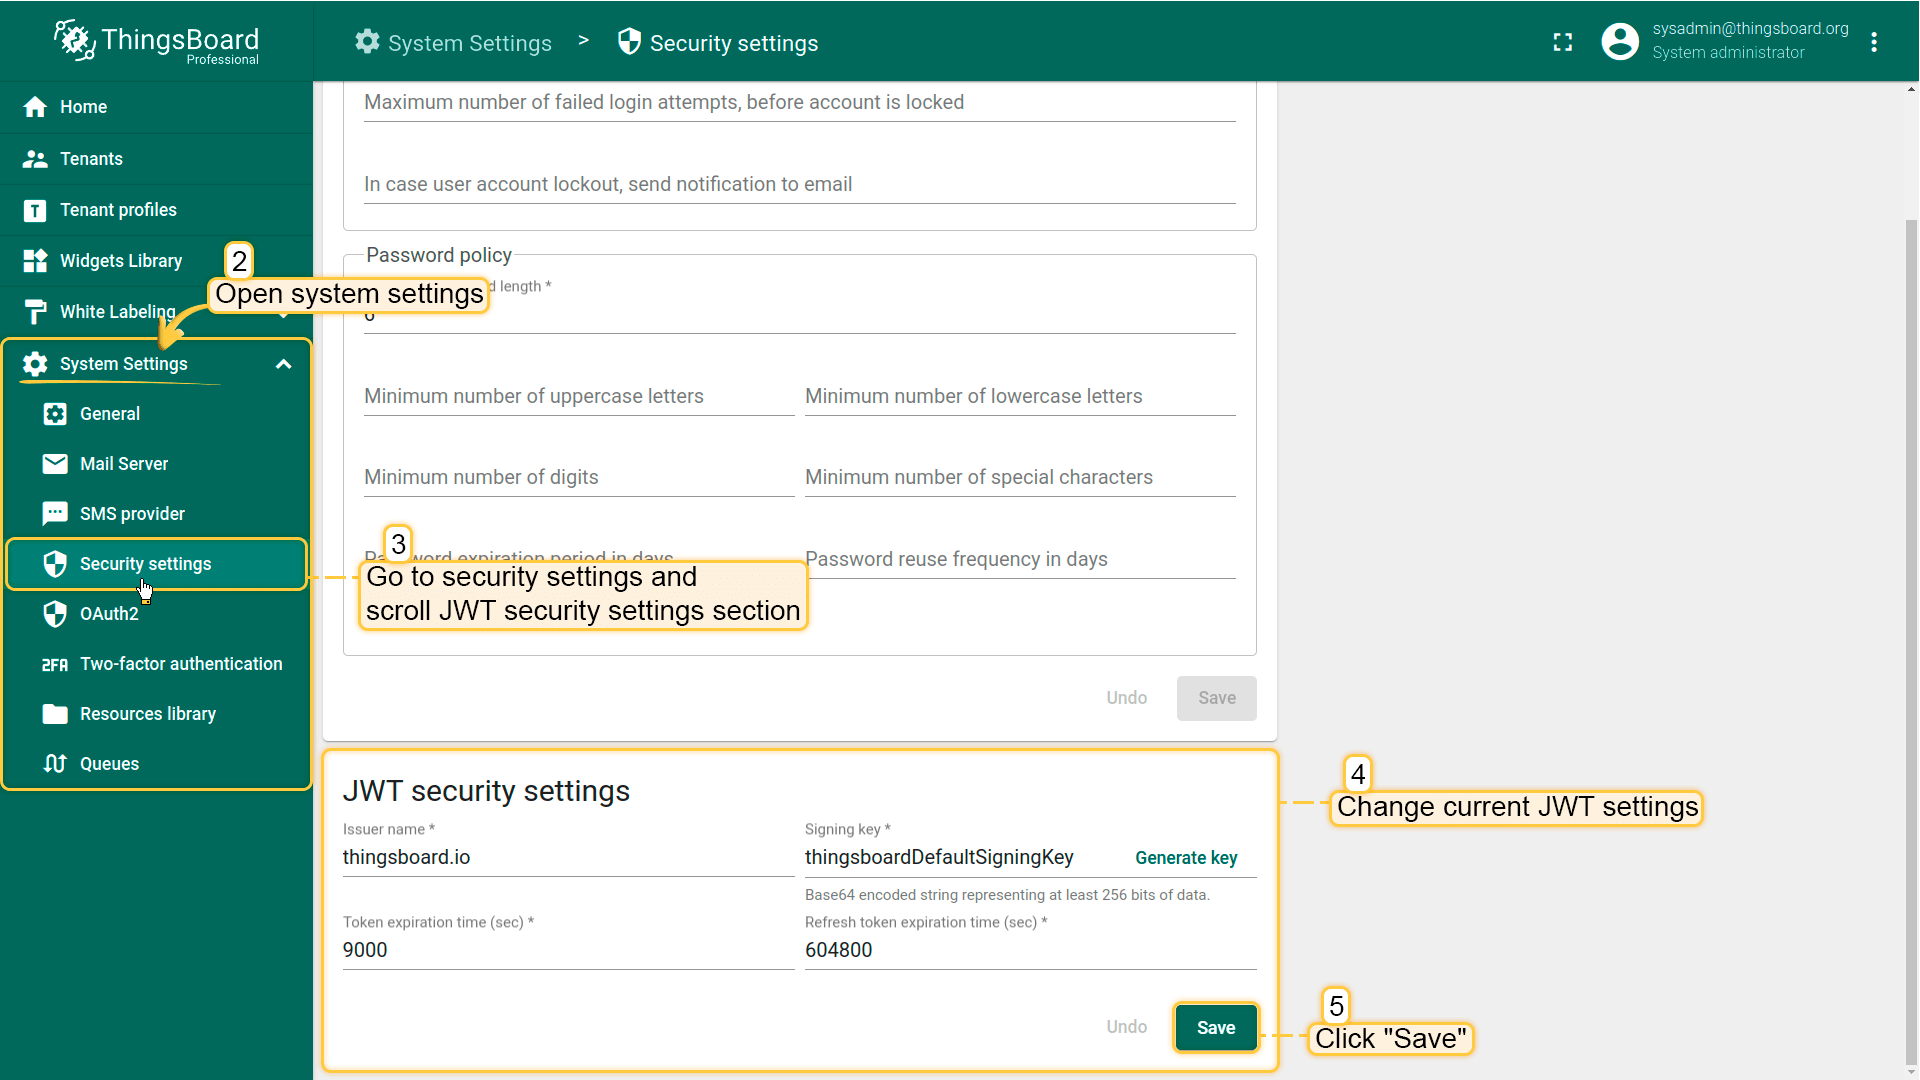 ThingsBoard
Professional
System Settings > Security settings
sysadmin@thingsboard.org
System administrator
Home
Tenants
Tenant profiles
Widgets Library
White Labeling
System Settings
General
Mail Server
SMS provider
Security settings
OAuth2
2FA Two-factor authentication
Resources library
Queues
2
Open system settings
Maximum number of failed login attempts, before account is locked
In case user account lockout, send notification to email
Password policy
length *
6
Minimum number of uppercase letters
Minimum number of lowercase letters
Minimum number of digits
Minimum number of special characters
Password expiration period in days
Password reuse frequency in days
3
Go to security settings and
scroll JWT security settings section
Undo
Save
JWT security settings
Issuer name *
thingsboard.io
Signing key *
thingsboardDefaultSigningKey
Generate key
Base64 encoded string representing at least 256 bits of data.
Token expiration time (sec) *
9000
Refresh token expiration time (sec) *
604800
Undo
Save
4
Change current JWT settings
5
Click "Save"